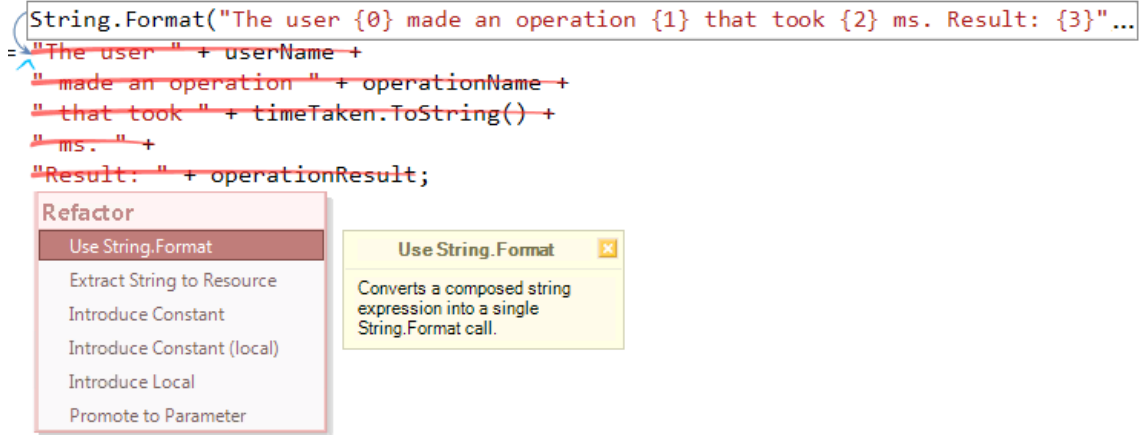 String.Format("The user {0} made an operation {1} that took {2} ms. Result: {3}"...
= "The user " + userName +
" made an operation " + operationName +
" that took " + timeTaken.ToString() +
" ms. " +
"Result: " + operationResult;
Refactor
Use String.Format
Extract String to Resource
Introduce Constant
Introduce Constant (local)
Introduce Local
Promote to Parameter
Use String.Format
Converts a composed string
expression into a single
String.Format call.